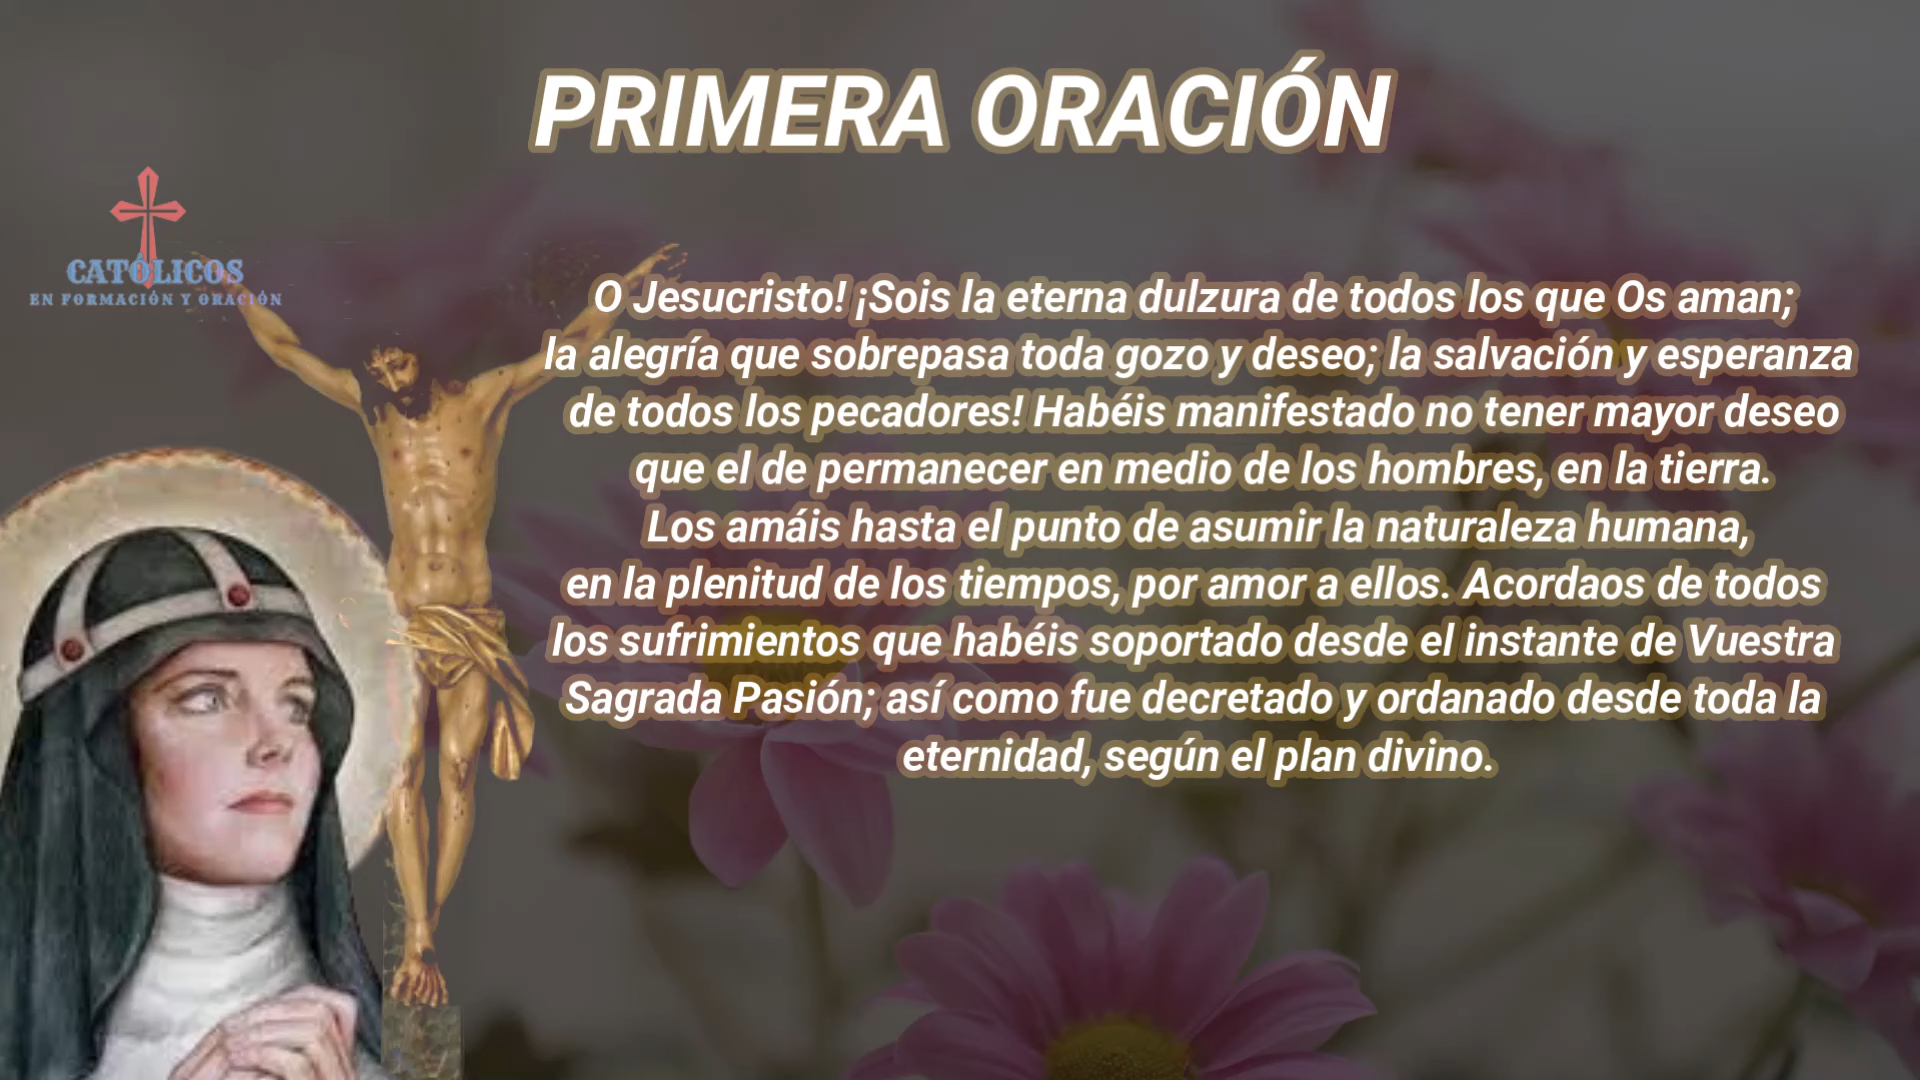 PRIMERA ORACIÓN
CATÓLICOS
EN FORMACIÓN Y ORACIÓN
O Jesucristo! ¡Sois la eterna dulzura de todos los que Os aman;
la alegría que sobrepasa toda gozo y deseo; la salvación y esperanza
de todos los pecadores! Habéis manifestado no tener mayor deseo
que el de permanecer en medio de los hombres, en la tierra.
Los amáis hasta el punto de asumir la naturaleza humana,
en la plenitud de los tiempos, por amor a ellos. Acordaos de todos
los sufrimientos que habéis soportado desde el instante de Vuestra
Sagrada Pasión; así como fue decretado y ordanado desde toda la
eternidad, según el plan divino.